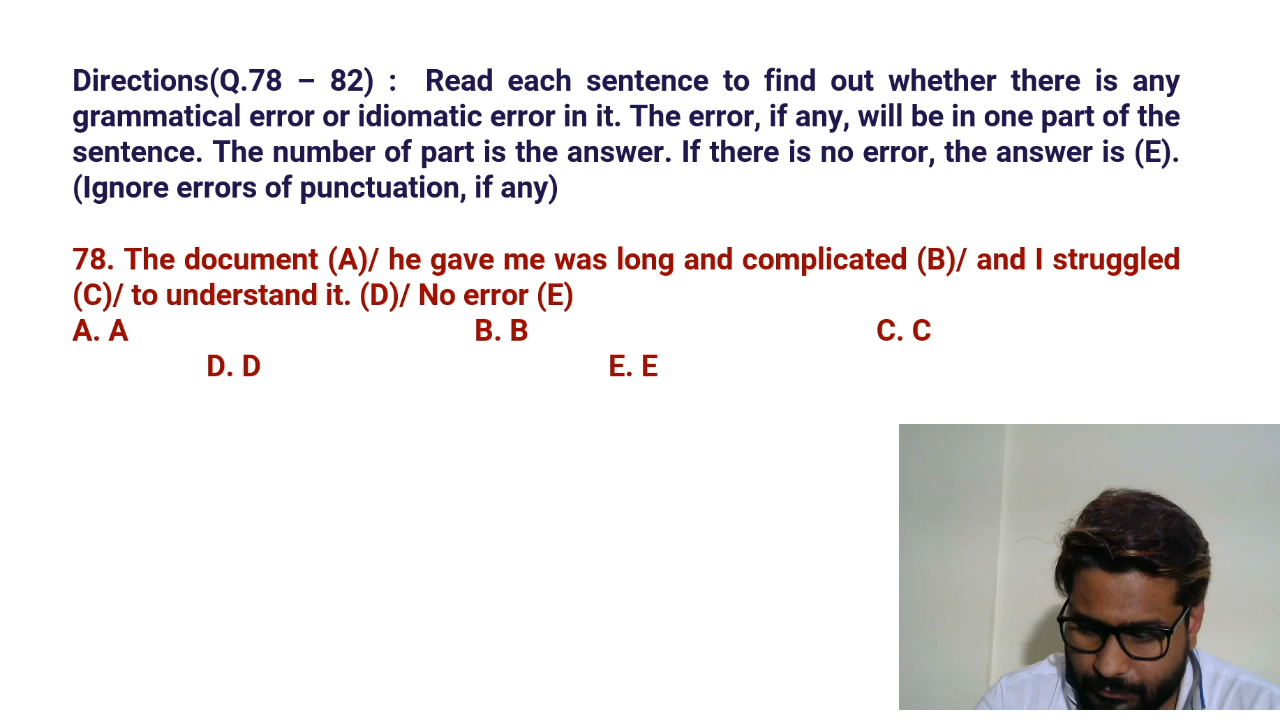 Directions(Q.78 – 82) : Read each sentence to find out whether there is any
grammatical error or idiomatic error in it. The error, if any, will be in one part of the
sentence. The number of part is the answer. If there is no error, the answer is (E).
(Ignore errors of punctuation, if any)
78. The document (A)/ he gave me was long and complicated (B)/ and I struggled
(C)/ to understand it. (D)/ No error (E)
A. A B. B C. C
D. D E. E